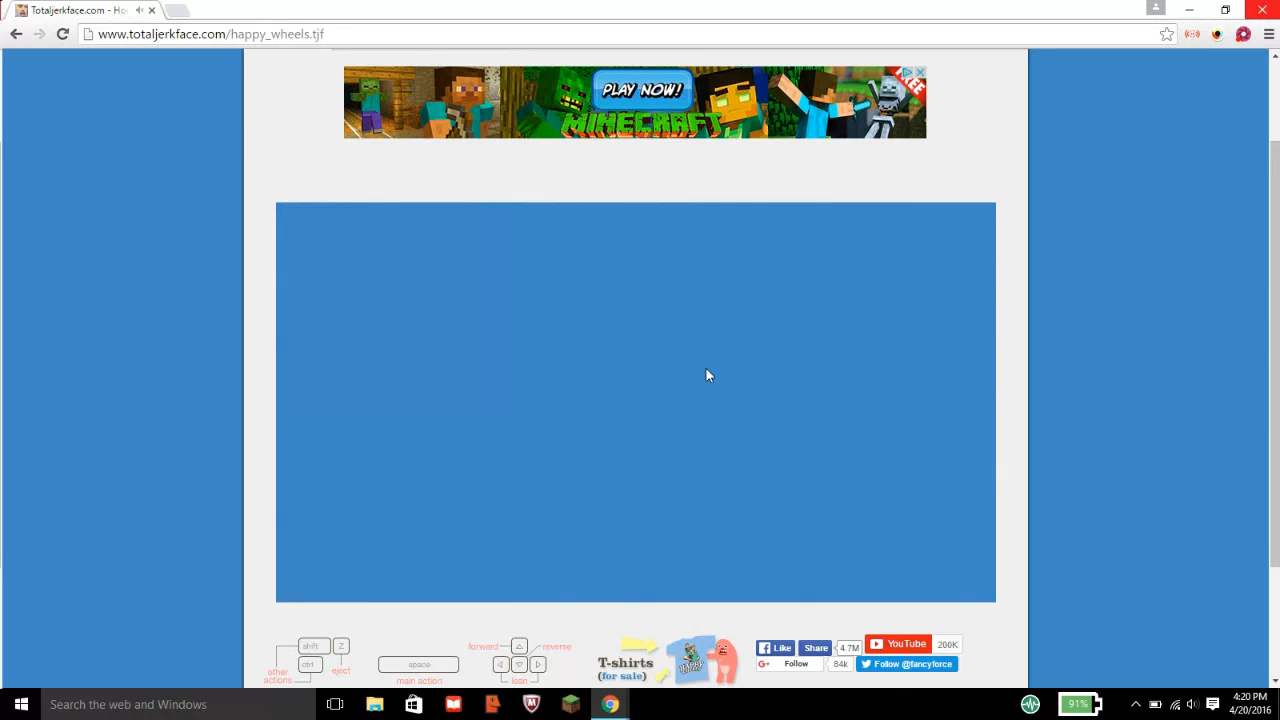 Totaljerkface.com - Ho
www.totaljerkface.com/happy_wheels.tjf
PLAY NOW!
MINECRAFT
FREE
shift
Z
ctrl
other
actions
eject
space
main action
forward
reverse
lean
T-shirts
(for sale)
HAPPY
Like
Share
4.7M
G+ Follow
84k
YouTube
200K
Follow @fancyforce
Search the web and Windows
91%
4:20 PM
4/20/2016